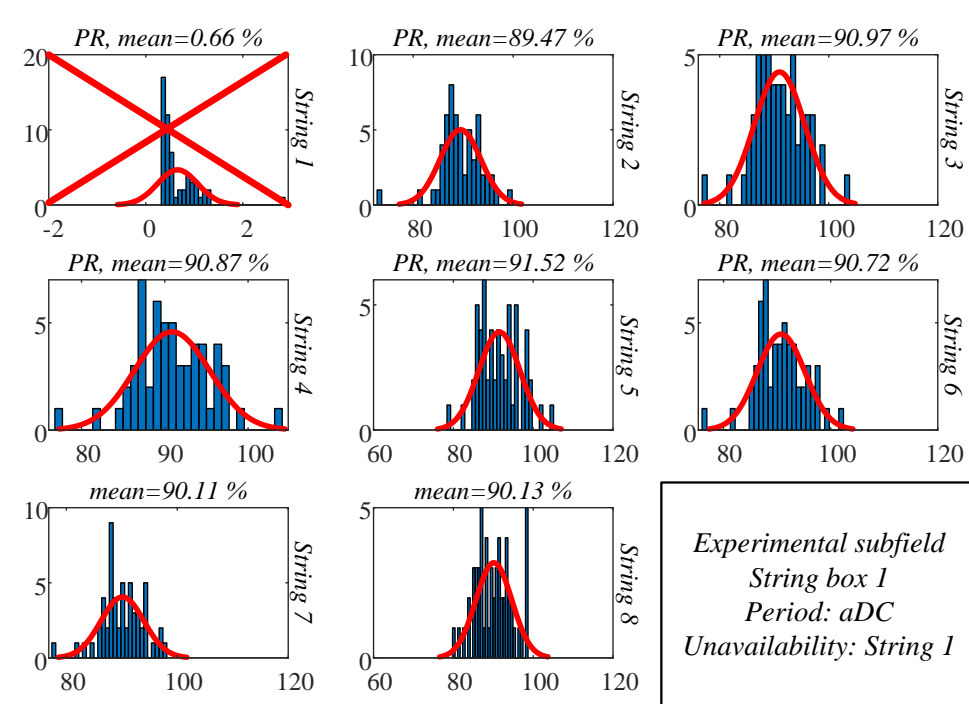 PR, mean=0.66 %
20
10
0
-2 0 2
String 1
PR, mean=89.47 %
10
5
0
80 100 120
String 2
PR, mean=90.97 %
5
0
80 100 120
String 3
PR, mean=90.87 %
5
0
80 90 100
String 4
PR, mean=91.52 %
5
0
60 80 100 120
String 5
PR, mean=90.72 %
5
0
80 100 120
String 6
mean=90.11 %
10
5
0
80 100 120
String 7
mean=90.13 %
5
0
60 80 100 120
String 8
Experimental subfield
String box 1
Period: aDC
Unavailability: String 1